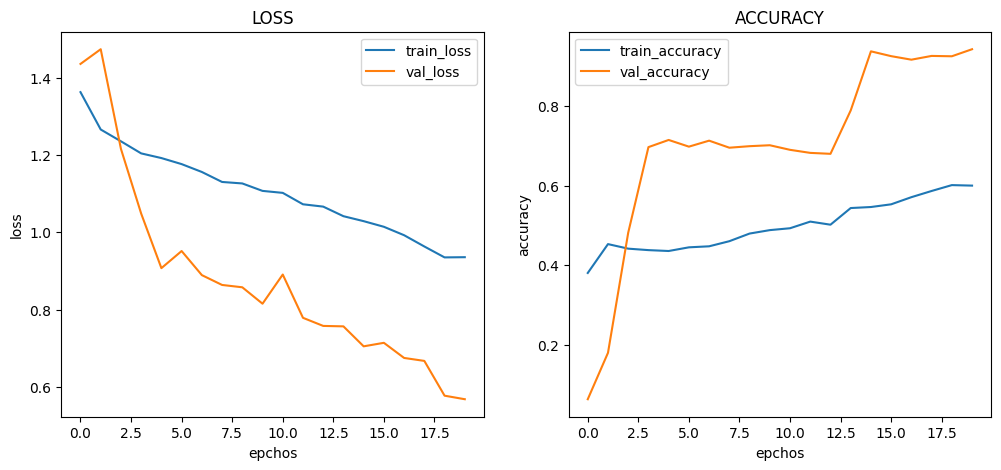 LOSS
train_loss
val_loss
1.4
1.2
1.0
0.8
0.6
loss
0.0 2.5 5.0 7.5 10.0 12.5 15.0 17.5
epchos
ACCURACY
train_accuracy
val_accuracy
0.8
0.6
0.4
0.2
accuracy
0.0 2.5 5.0 7.5 10.0 12.5 15.0 17.5
epchos